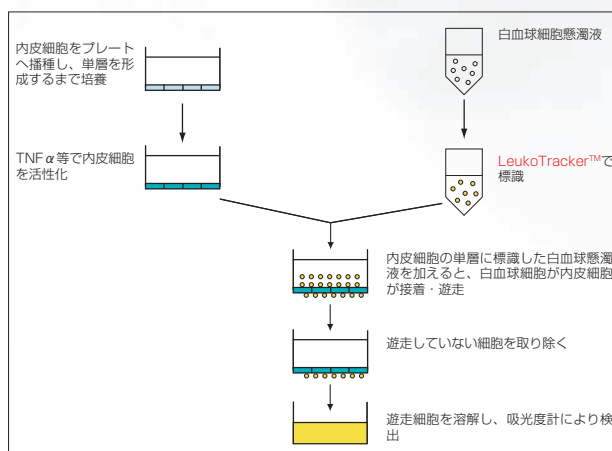 内皮細胞をプレート
へ播種し、単層を形
成するまで培養
白血球細胞懸濁液
TNFα等で内皮細胞
を活性化
LeukoTracker™で
標識
内皮細胞の単層に標識した白血球懸濁
液を加えると、白血球細胞が内皮細胞
が接着・遊走
遊走していない細胞を取り除く
遊走細胞を溶解し、吸光度計により検
出